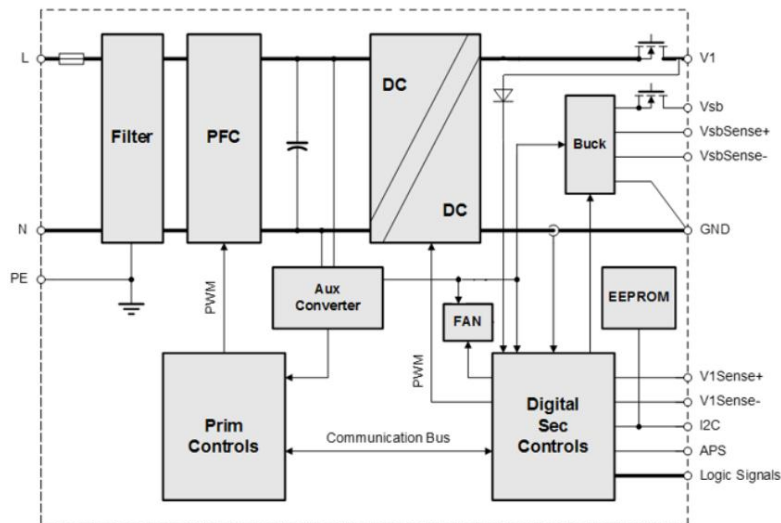 L
V1
DC
Vsb
VsbSense+
Filter
PFC
Buck
VsbSense-
DC
N
GND
PE
PWM
Aux
Converter
EEPROM
FAN
PWM
V1Sense+
V1Sense-
Prim
Controls
Communication Bus
Digital
Sec
Controls
I2C
APS
Logic Signals